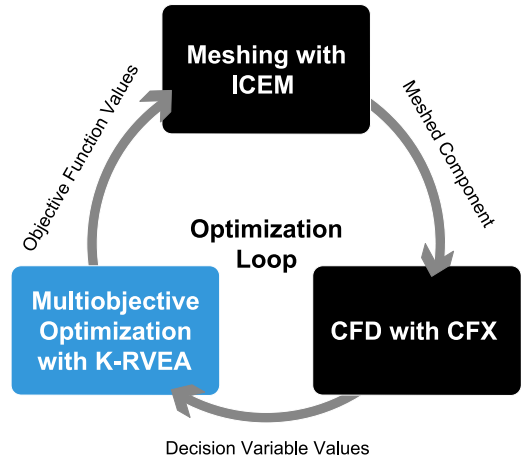 Meshing with
ICEM
Objective Function Values
Meshed Component
Optimization
Loop
Multiobjective
Optimization
with K-RVEA
CFD with CFX
Decision Variable Values